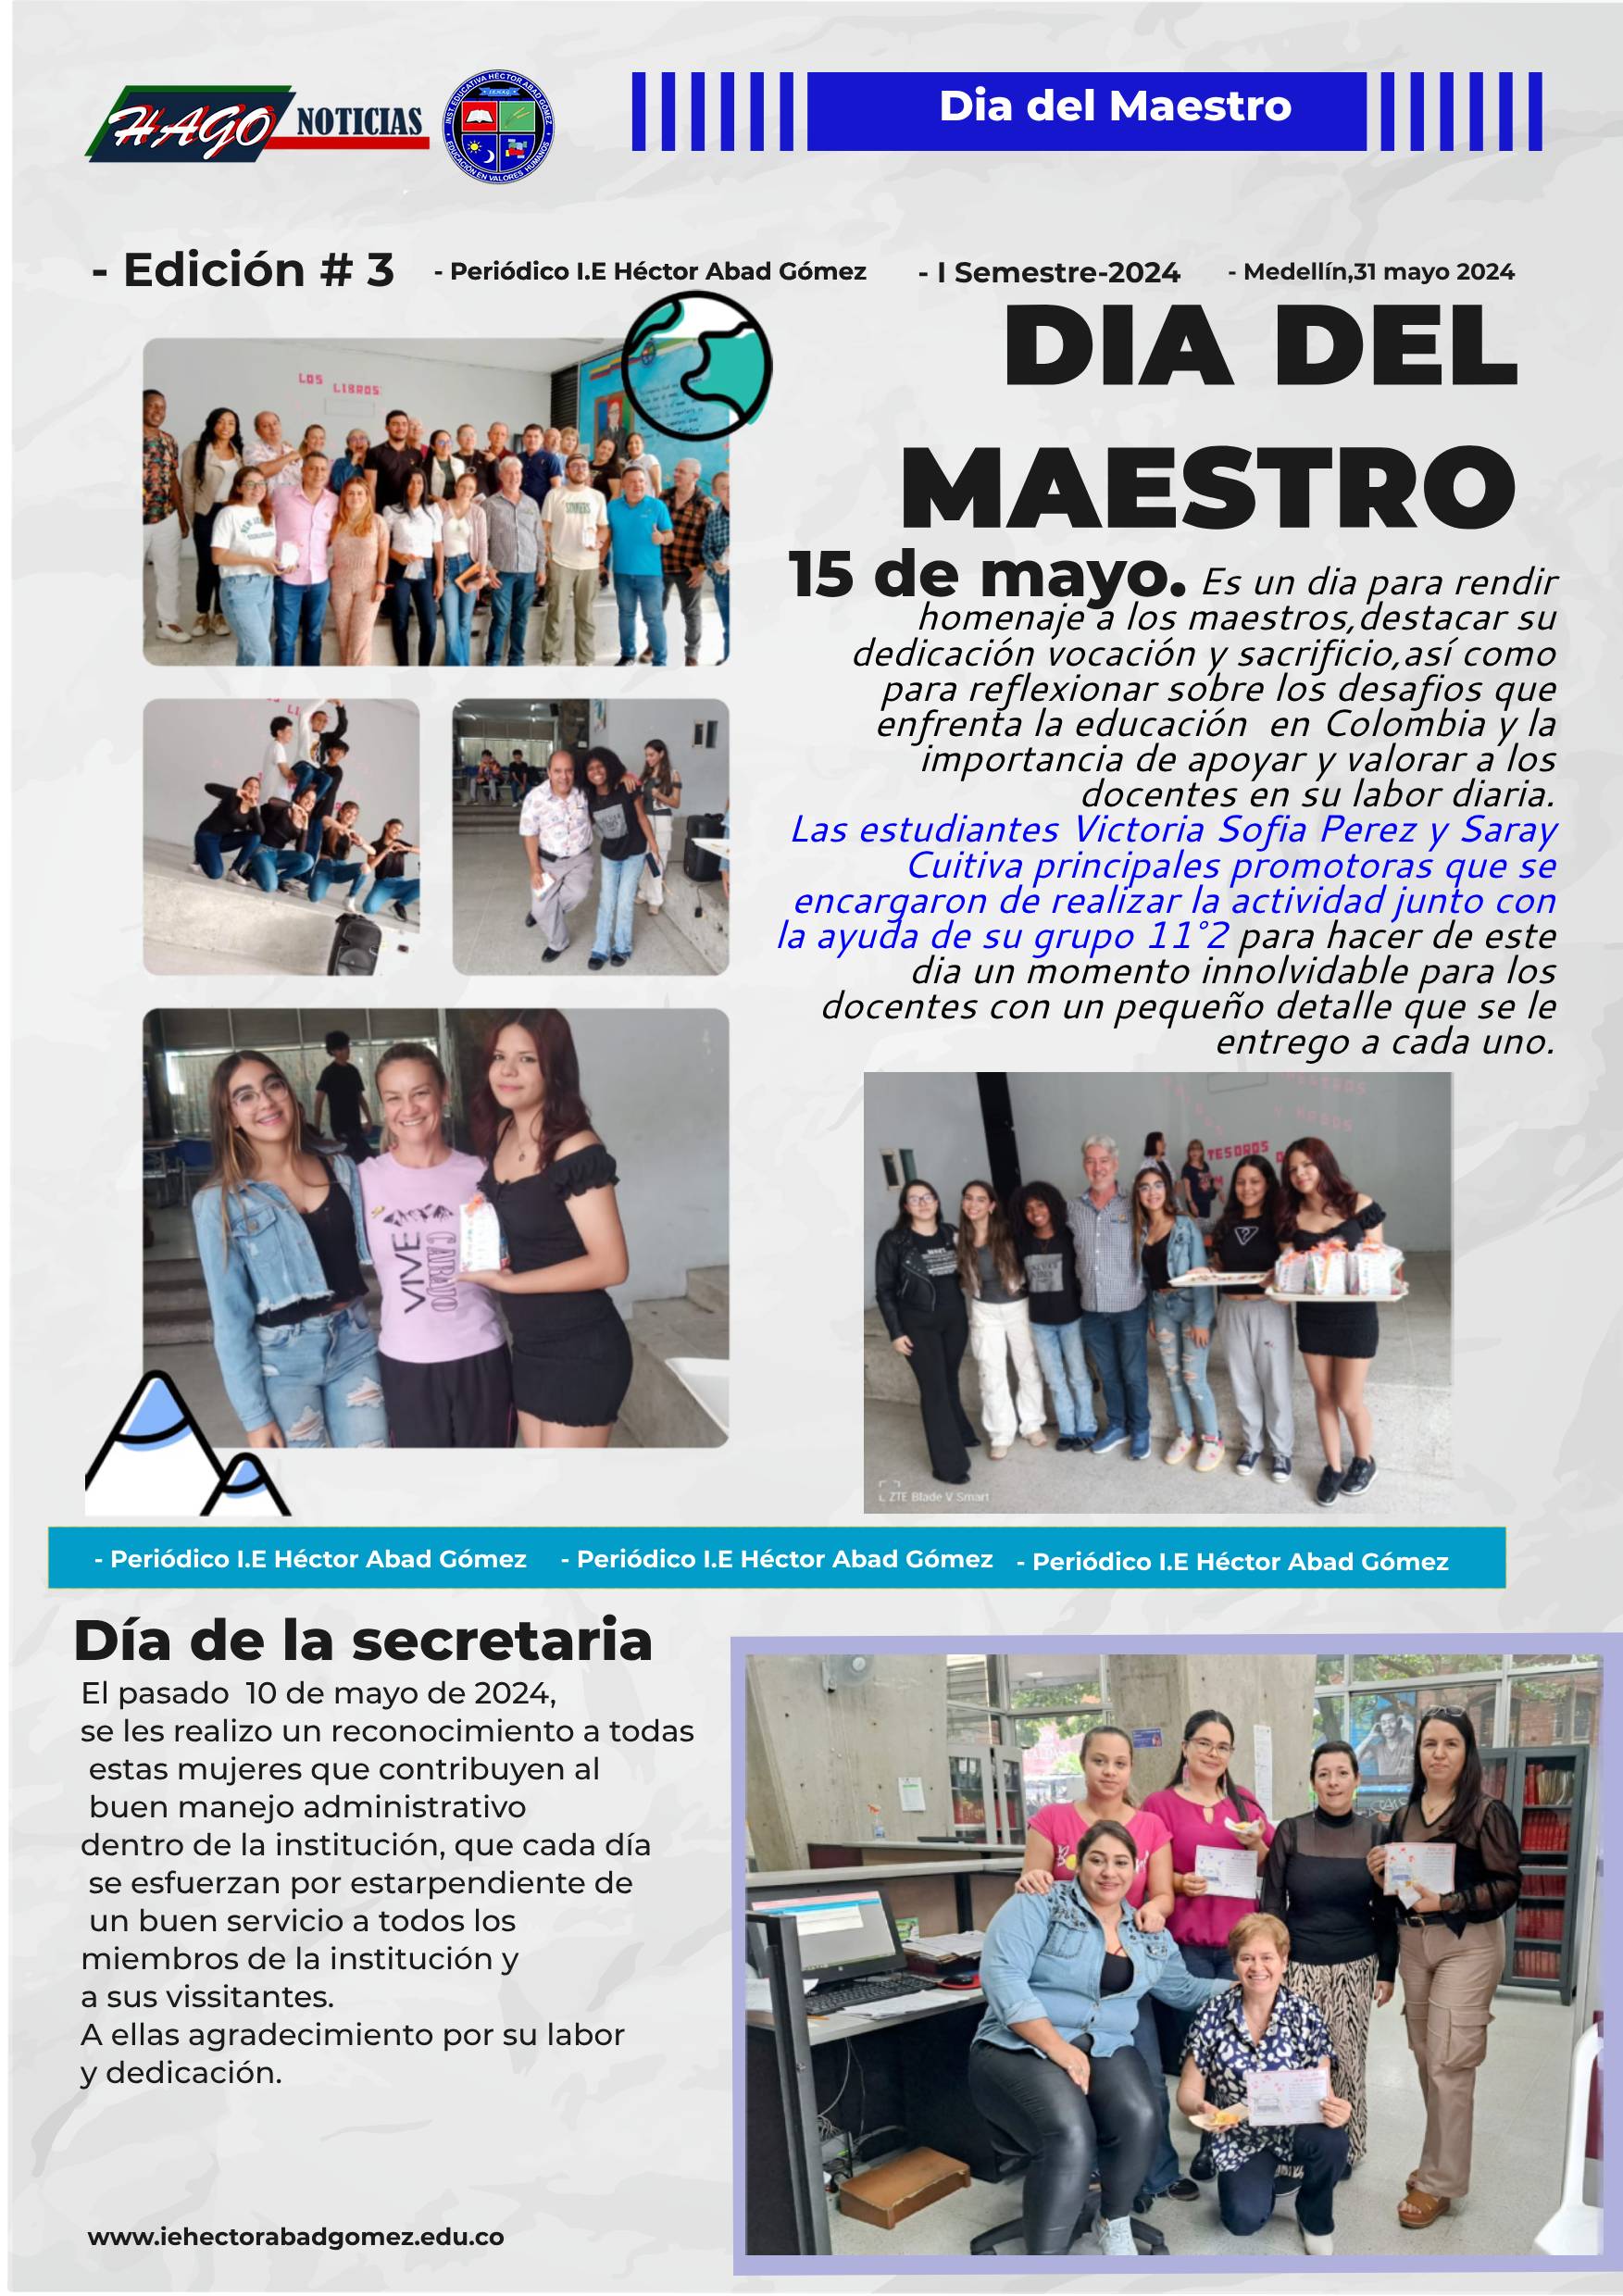 HAGO NOTICIAS
INST EDUCATIVA HÉCTOR ABAD GÓMEZ
I.E.H.A.G.
EDUCACIÓN EN VALORES HUMANOS
Dia del Maestro
- Edición # 3
- Periódico I.E Héctor Abad Gómez
- I Semestre-2024
- Medellín,31 mayo 2024
DIA DEL
MAESTRO
15 de mayo. Es un dia para rendir
homenaje a los maestros,destacar su
dedicación vocación y sacrificio,así como
para reflexionar sobre los desafios que
enfrenta la educación en Colombia y la
importancia de apoyar y valorar a los
docentes en su labor diaria.
Las estudiantes Victoria Sofia Perez y Saray
Cuitiva principales promotoras que se
encargaron de realizar la actividad junto con
la ayuda de su grupo 11°2 para hacer de este
dia un momento innolvidable para los
docentes con un pequeño detalle que se le
entrego a cada uno.
LOS LIBROS
VIVE
CARAJO
TESOROS
ZTE Blade V Smart
- Periódico I.E Héctor Abad Gómez
- Periódico I.E Héctor Abad Gómez
- Periódico I.E Héctor Abad Gómez
Día de la secretaria
El pasado 10 de mayo de 2024,
se les realizo un reconocimiento a todas
estas mujeres que contribuyen al
buen manejo administrativo
dentro de la institución, que cada día
se esfuerzan por estarpendiente de
un buen servicio a todos los
miembros de la institución y
a sus vissitantes.
A ellas agradecimiento por su labor
y dedicación.
www.iehectorabadgomez.edu.co